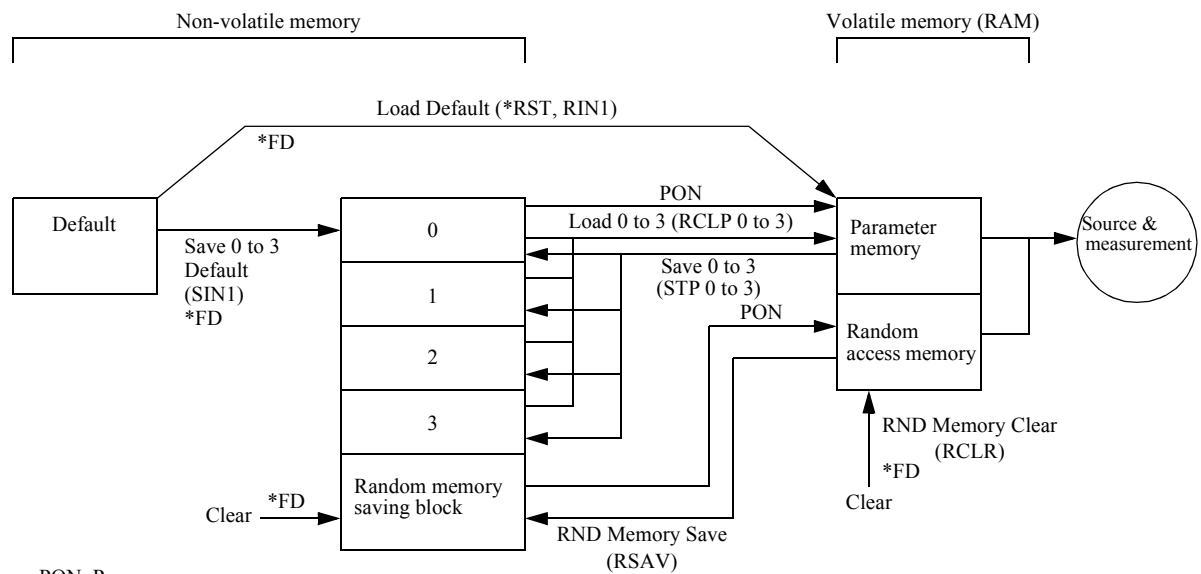 Non-volatile memory
Volatile memory (RAM)
Load Default (*RST, RIN1)
*FD
Default
Save 0 to 3
Default
(SIN1)
*FD
0
1
2
3
Random memory
saving block
Clear
*FD
PON
Load 0 to 3 (RCLP 0 to 3)
Save 0 to 3
(STP 0 to 3)
PON
RND Memory Save
(RSAV)
Parameter
memory
Random
access memory
RND Memory Clear
(RCLR)
*FD
Clear
Source &
measurement